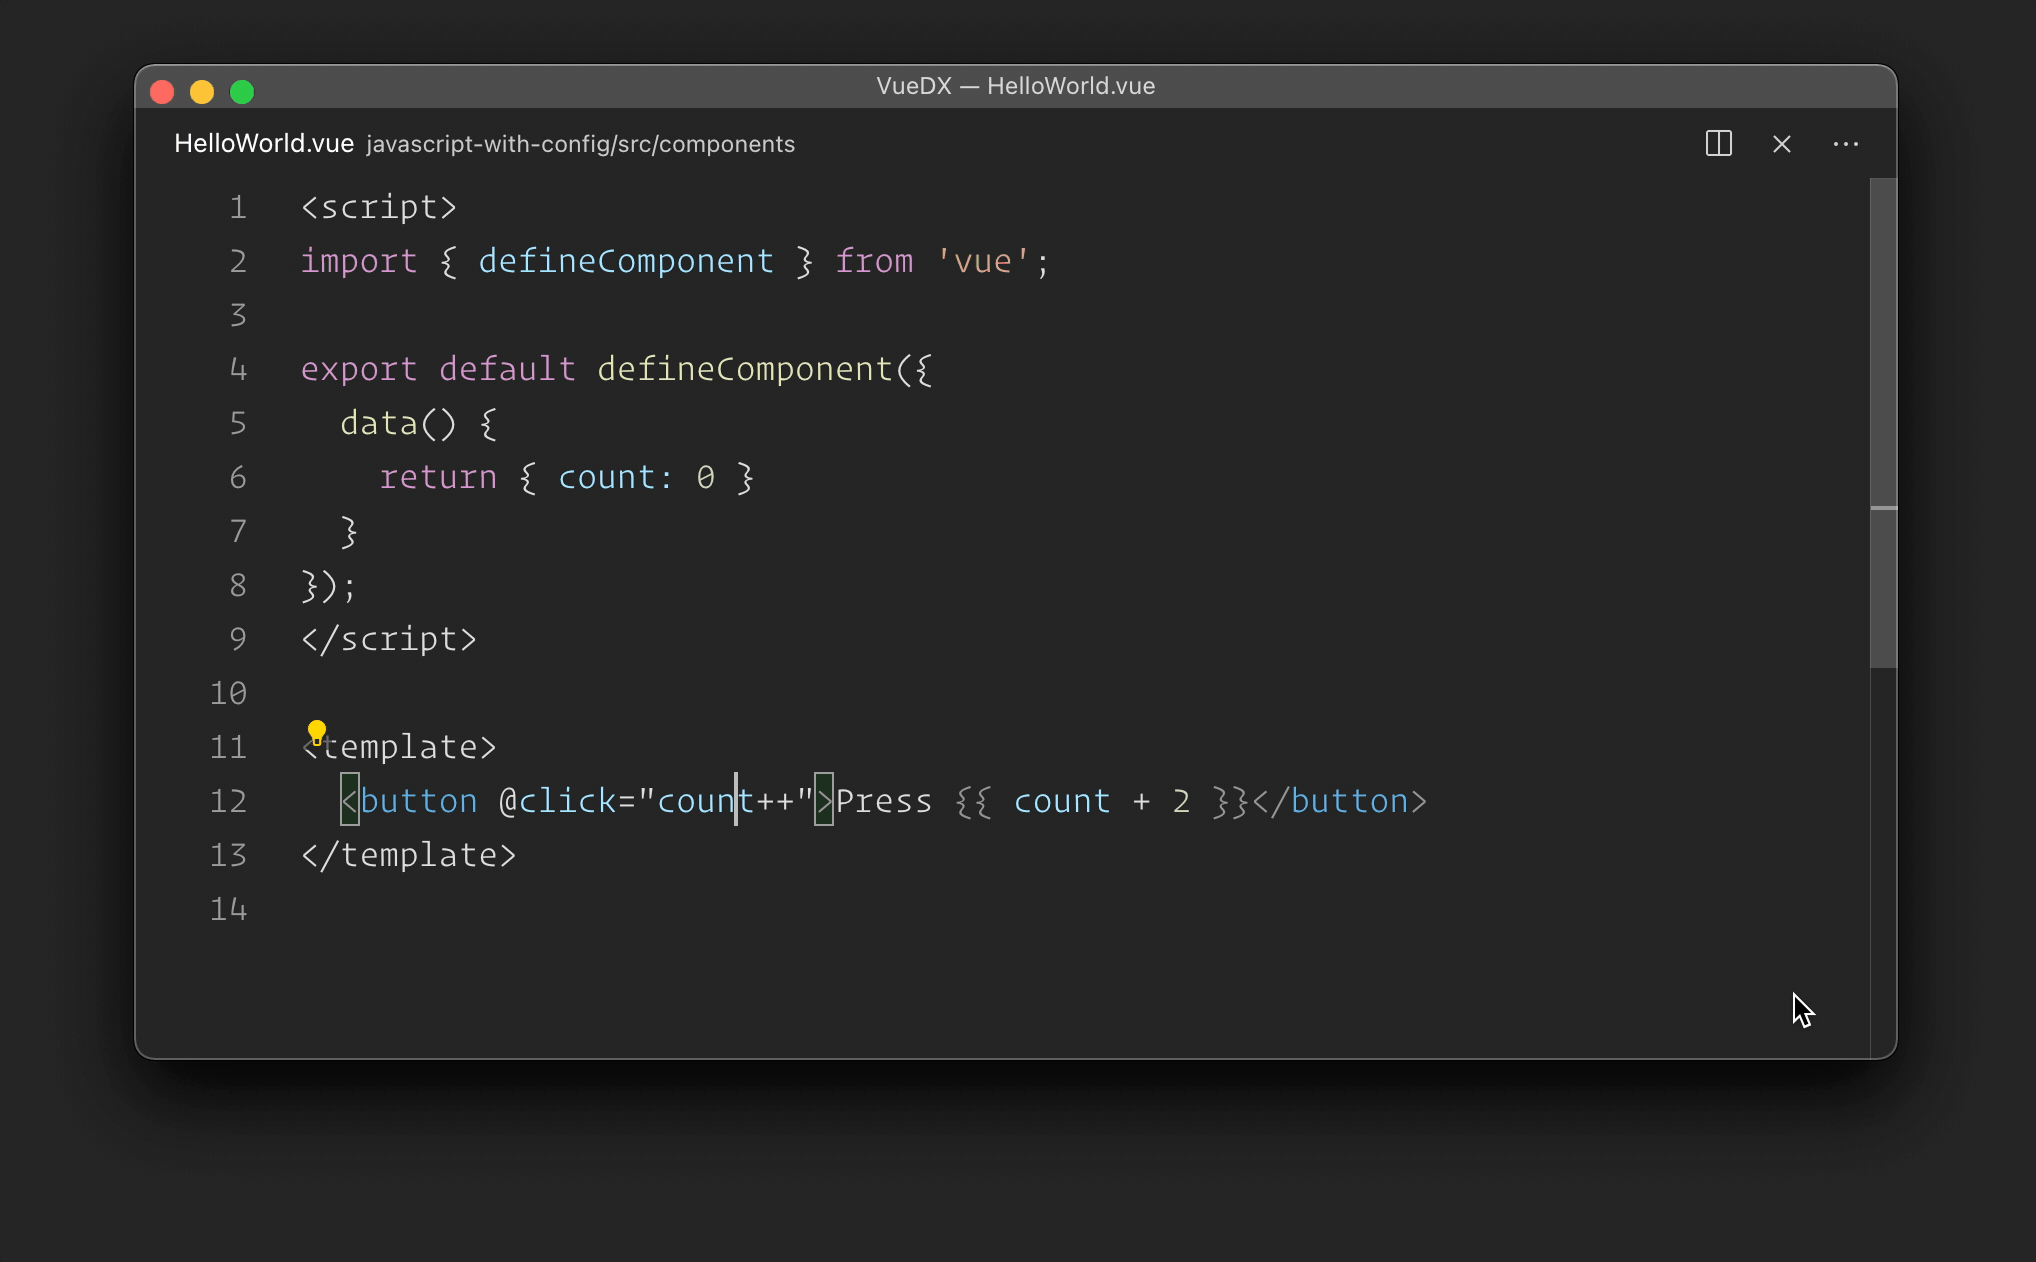 VueDX — HelloWorld.vue
HelloWorld.vue javascript-with-config/src/components
1 <script>
2 import { defineComponent } from 'vue';
3
4 export default defineComponent({
5   data() {
6     return { count: 0 }
7   }
8 });
9 </script>
10
11 <template>
12   <button @click="count++">Press {{ count + 2 }}</button>
13 </template>
14